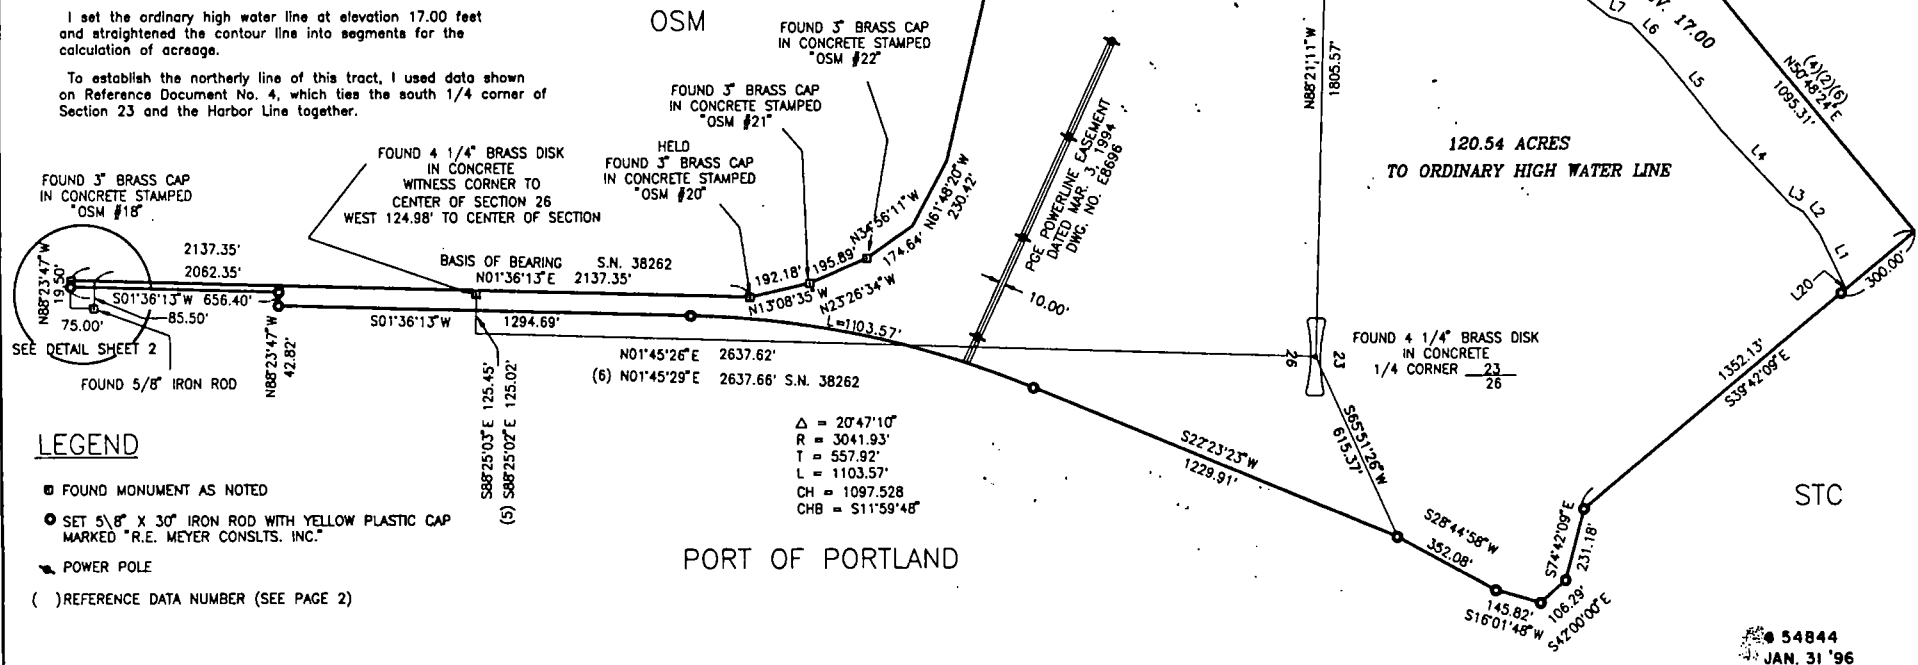 I set the ordinary high water line at elevation 17.00 feet
and straightened the contour line into segments for the
calculation of acreage.
To establish the northerly line of this tract, I used data shown
on Reference Document No. 4, which ties the south 1/4 corner of
Section 23 and the Harbor Line together.
OSM
FOUND 3" BRASS CAP
IN CONCRETE STAMPED
"OSM #22"
FOUND 3" BRASS CAP
IN CONCRETE STAMPED
"OSM #21"
HELD
FOUND 3" BRASS CAP
IN CONCRETE STAMPED
"OSM #20"
FOUND 4 1/4" BRASS DISK
IN CONCRETE
WITNESS CORNER TO
CENTER OF SECTION 26
WEST 124.98' TO CENTER OF SECTION
FOUND 3" BRASS CAP
IN CONCRETE STAMPED
"OSM #18"
2137.35'
2062.35'
N88°23'47"W
19.50'
S01°36'13"W 656.40'
85.50'
75.00'
SEE DETAIL SHEET 2
FOUND 5/8" IRON ROD
N88°23'47"W
42.82'
BASIS OF BEARING S.N. 38262
N01°36'13"E 2137.35'
S01°36'13"W 1294.69'
192.18'
N13°08'35"W
195.89'
N23°26'34"W
N34°56'11"W
174.64'
N61°48'20"W
230.42'
L=1103.57'
N01°45'26"E 2637.62'
(6) N01°45'29"E 2637.66' S.N. 38262
S88°25'03"E 125.45'
(5) S88°25'02"E 125.02'
PGE POWERLINE EASEMENT
DATED MAR. 3, 1994
DWG. NO. E8696
10.00'
N88°21'11"W
1805.57'
120.54 ACRES
TO ORDINARY HIGH WATER LINE
17.00
L7
L6
L5
L4
L3
L2
L1
L20
(4)(2)(6)
N50°48'24"E
1095.31'
300.00'
26
23
FOUND 4 1/4" BRASS DISK
IN CONCRETE
1/4 CORNER 23
26
1352.13'
S39°42'09"E
S65°51'26"W
615.37'
S22°23'23"W
1229.91'
S28°44'58"W
352.08'
145.82'
S16°01'48"W
106.29'
S42°00'00"E
S74°42'09"E
231.18'
STC
Δ = 20°47'10"
R = 3041.93'
T = 557.92'
L = 1103.57'
CH = 1097.528
CHB = S11°59'48"
PORT OF PORTLAND
LEGEND
FOUND MONUMENT AS NOTED
SET 5\8" X 30" IRON ROD WITH YELLOW PLASTIC CAP
MARKED "R.E. MEYER CONSLTS. INC."
POWER POLE
( )REFERENCE DATA NUMBER (SEE PAGE 2)
54844
JAN. 31 '96